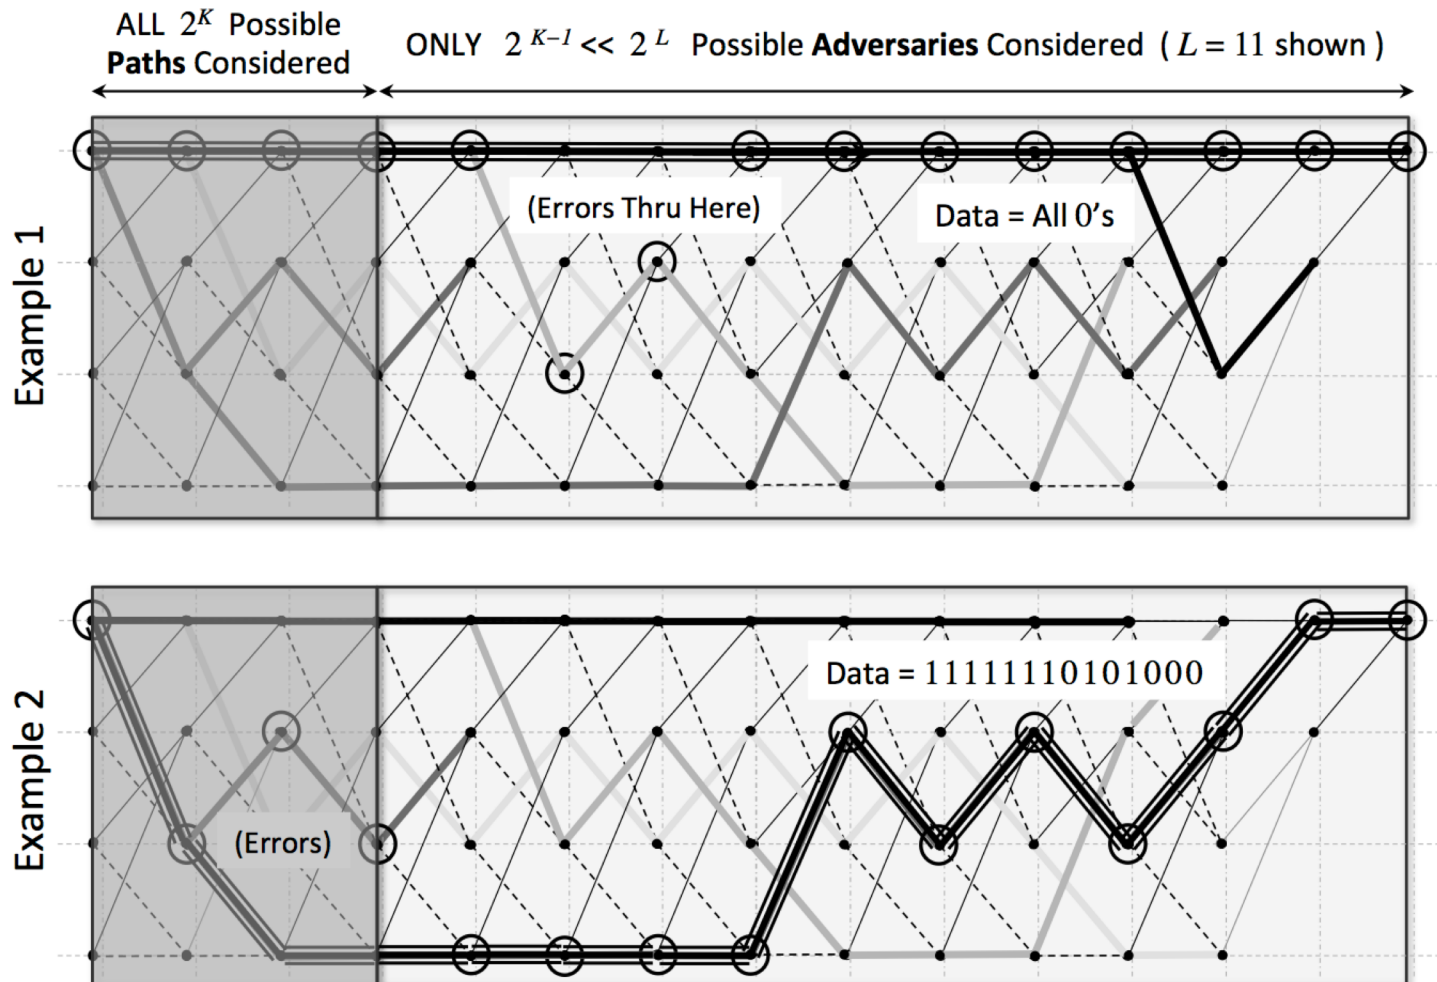 ALL 2^K Possible
Paths Considered
ONLY 2^K–1 << 2^L Possible Adversaries Considered ( L = 11 shown )
Example 1
(Errors Thru Here)
Data = All 0’s
Example 2
(Errors)
Data = 11111110101000